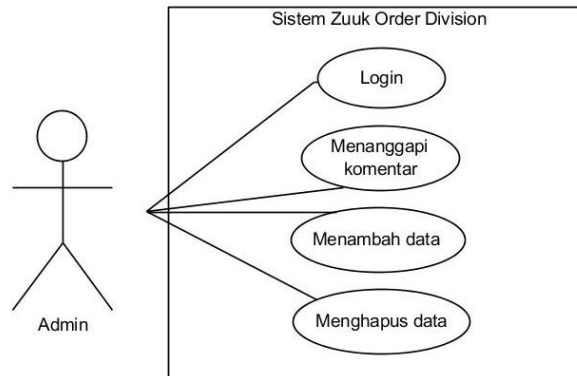 Sistem Zuuk Order Division
Login
Menanggapi
komentar
Menambah data
Menghapus data
Admin